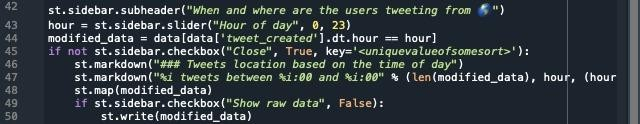 42 st.sidebar.subheader("When and where are the users tweeting from 🌏")
43 hour = st.sidebar.slider("Hour of day", 0, 23)
44 modified_data = data[data['tweet_created'].dt.hour == hour]
45 if not st.sidebar.checkbox("Close", True, key='<uniquevalueofsomesort>'):
46     st.markdown("### Tweets location based on the time of day")
47     st.markdown("%i tweets between %i:00 and %i:00" % (len(modified_data), hour, (hour
48     st.map(modified_data)
49     if st.sidebar.checkbox("Show raw data", False):
50         st.write(modified_data)